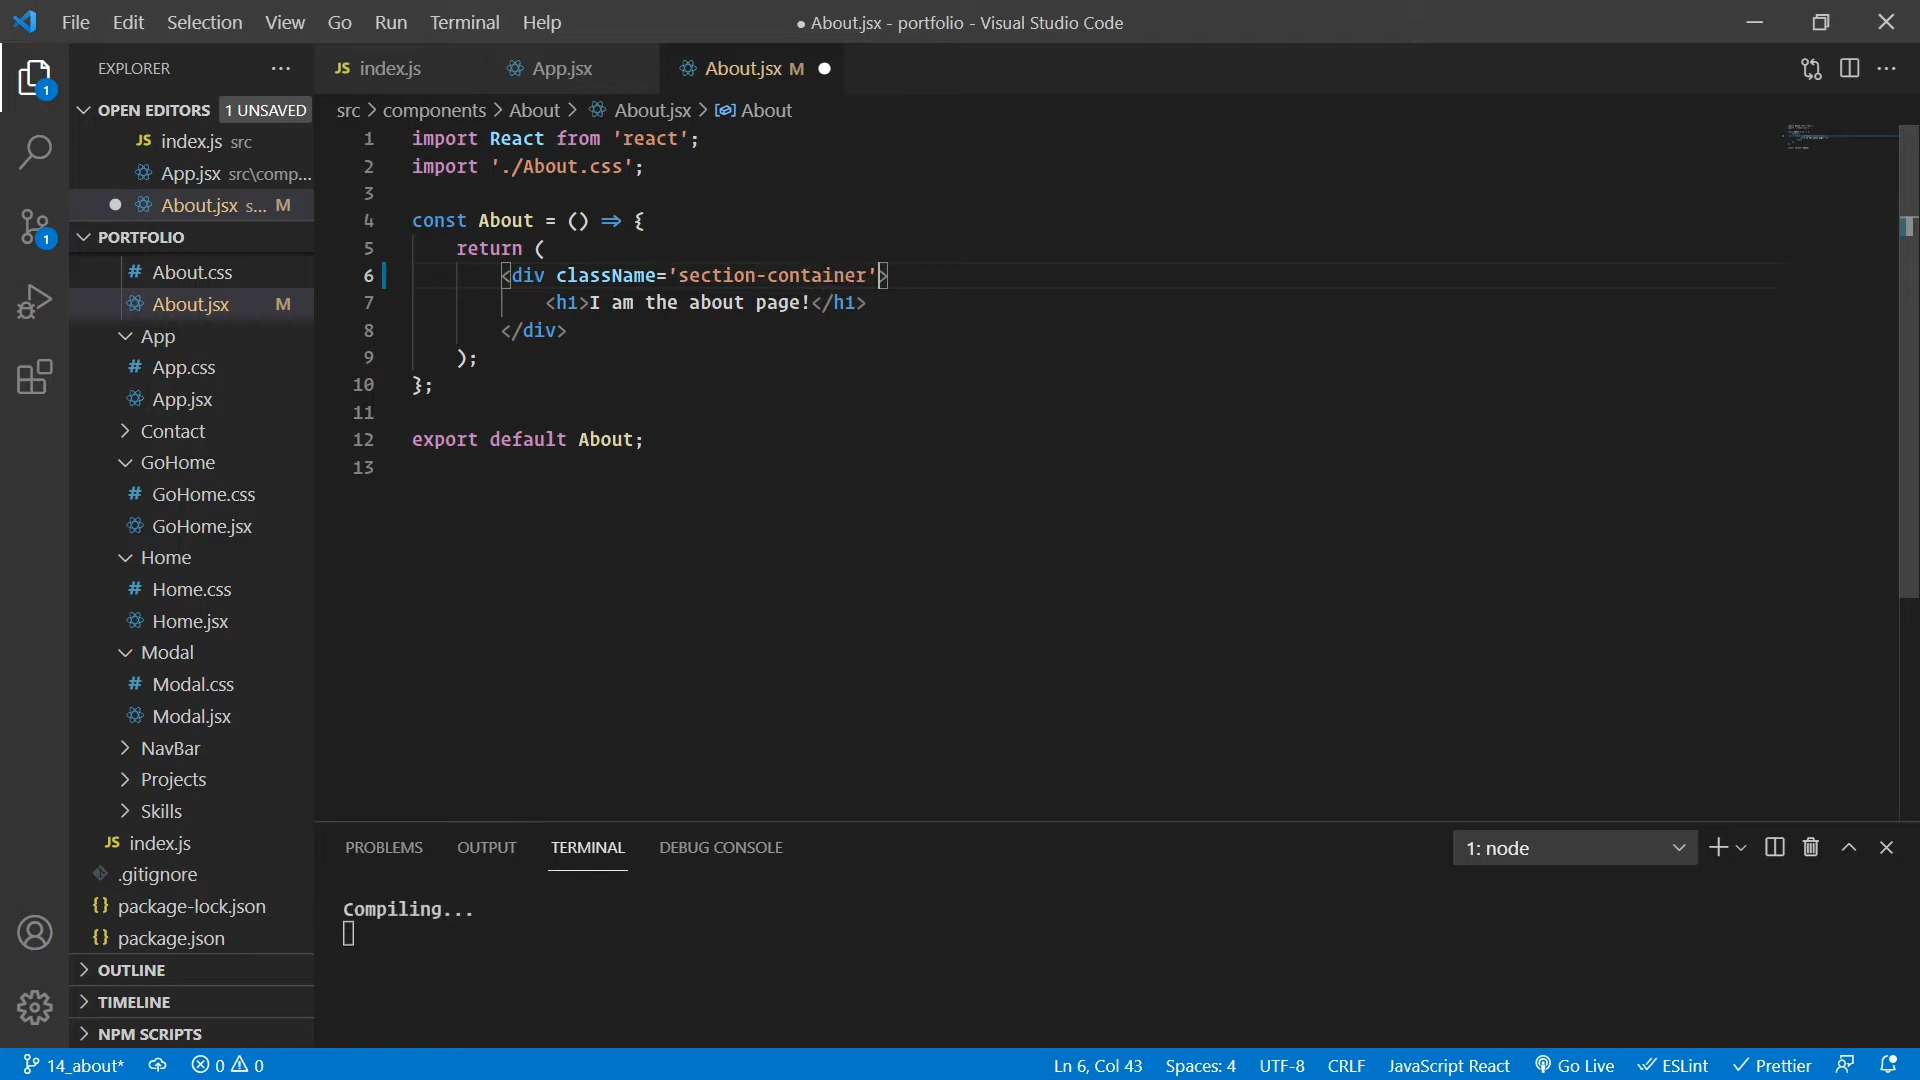 File Edit Selection View Go Run Terminal Help
● About.jsx - portfolio - Visual Studio Code
EXPLORER
OPEN EDITORS 1 UNSAVED
JS index.js src
App.jsx src\comp...
About.jsx s... M
PORTFOLIO
# About.css
About.jsx M
App
# App.css
App.jsx
Contact
GoHome
# GoHome.css
GoHome.jsx
Home
# Home.css
Home.jsx
Modal
# Modal.css
Modal.jsx
NavBar
Projects
Skills
JS index.js
.gitignore
{} package-lock.json
{} package.json
OUTLINE
TIMELINE
NPM SCRIPTS
1
1
JS index.js App.jsx About.jsx M
src > components > About > About.jsx > About
1 import React from 'react';
2 import './About.css';
3
4 const About = () => {
5 return (
6 <div className='section-container'>
7 <h1>I am the about page!</h1>
8 </div>
9 );
10 };
11
12 export default About;
13
PROBLEMS OUTPUT TERMINAL DEBUG CONSOLE 1: node
Compiling...
14_about* 0 0 Ln 6, Col 43 Spaces: 4 UTF-8 CRLF JavaScript React Go Live ESLint Prettier